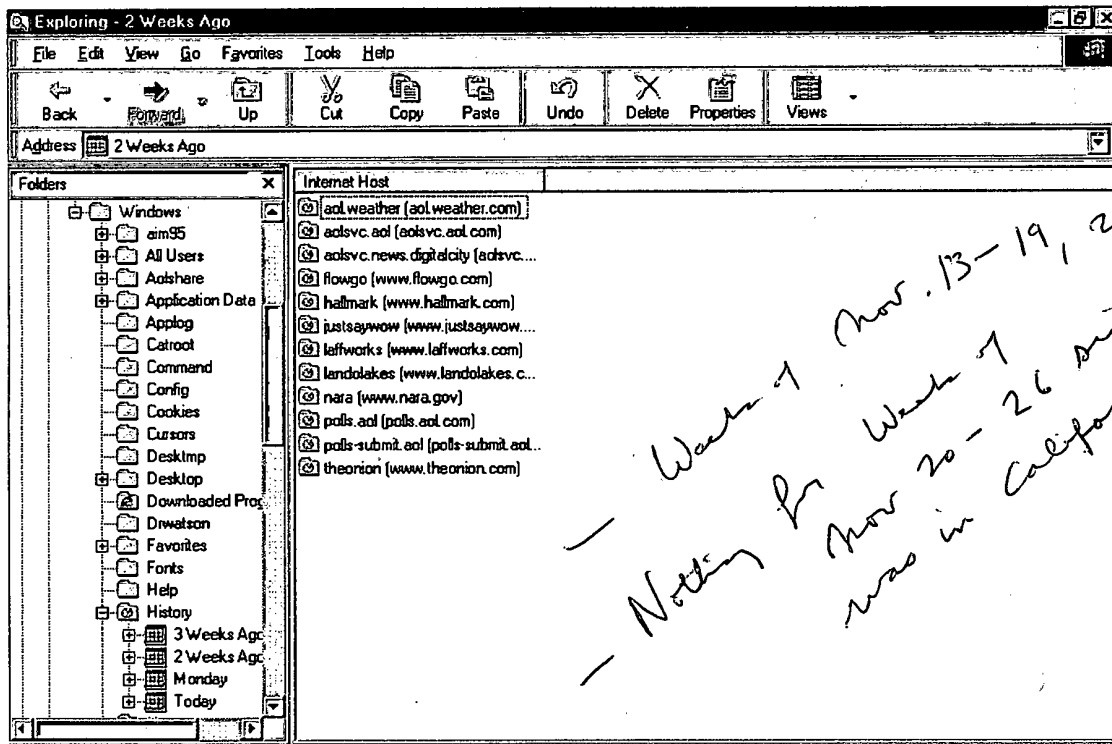 Exploring - 2 Weeks Ago
File Edit View Go Favorites Tools Help
Back Forward Up Cut Copy Paste Undo Delete Properties Views
Address 2 Weeks Ago
Folders
Windows
aim95
All Users
Aolshare
Application Data
Applog
Catroot
Command
Config
Cookies
Cursors
Desktmp
Desktop
Downloaded Prog
Drwatson
Favorites
Fonts
Help
History
3 Weeks Ago
2 Weeks Ago
Monday
Today
Internet Host
aol.weather (aol.weather.com)
aolsvc.aol (aolsvc.aol.com)
aolsvc.news.digitalcity (aolsvc....
flowgo (www.flowgo.com)
hallmark (www.hallmark.com)
justsaywow (www.justsaywow....
laffworks (www.laffworks.com)
landolakes (www.landolakes.c...
nara (www.nara.gov)
polls.aol (polls.aol.com)
polls-submit.aol (polls-submit.aol...
theonion (www.theonion.com)
— Week of Nov. 13-19, 2
— Nothing for Week of
Nov 20-26
was in Califor